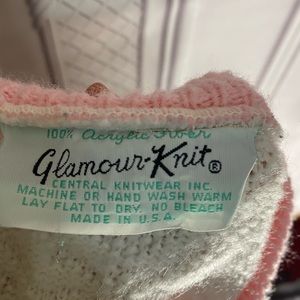 100% Acrylic Fiber
Glamour-Knit®
CENTRAL KNITWEAR INC.
MACHINE OR HAND WASH WARM
LAY FLAT TO DRY NO BLEACH
MADE IN U.S.A.